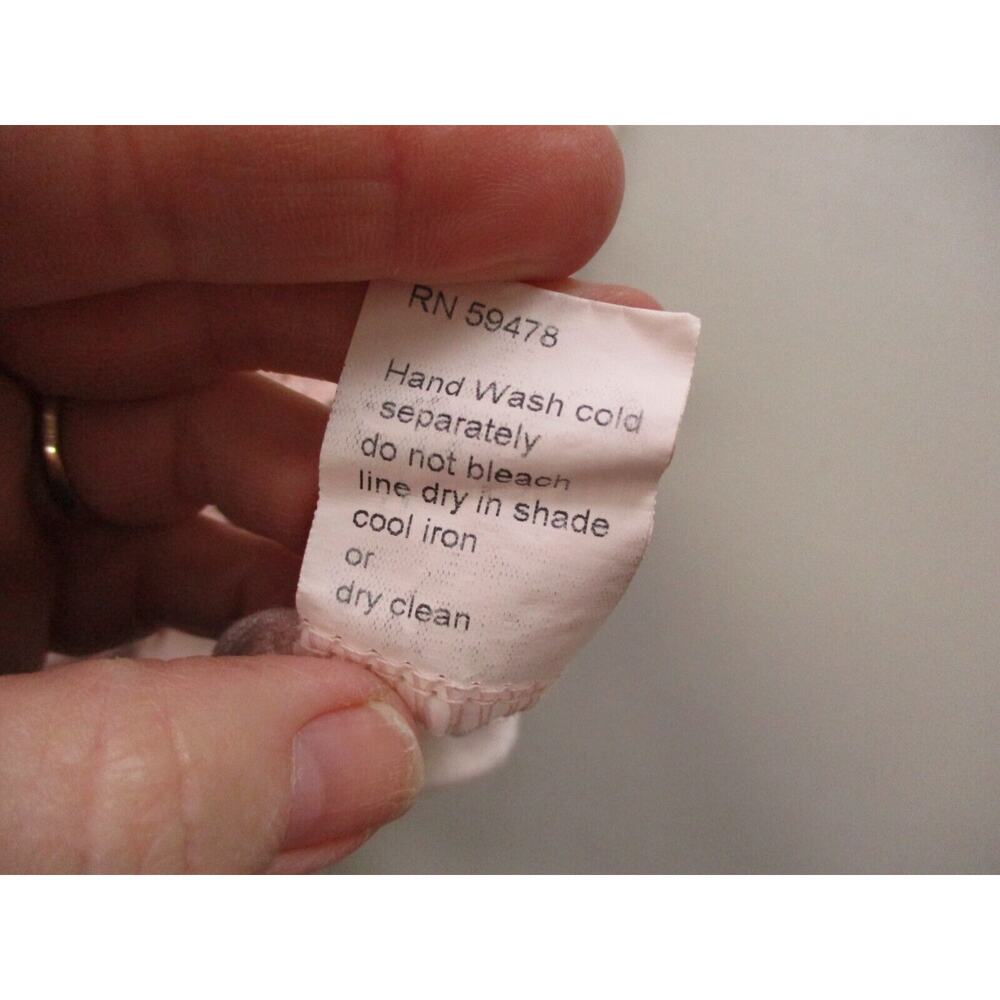 RN 59478
Hand Wash cold
separately
do not bleach
line dry in shade
cool iron
or
dry clean